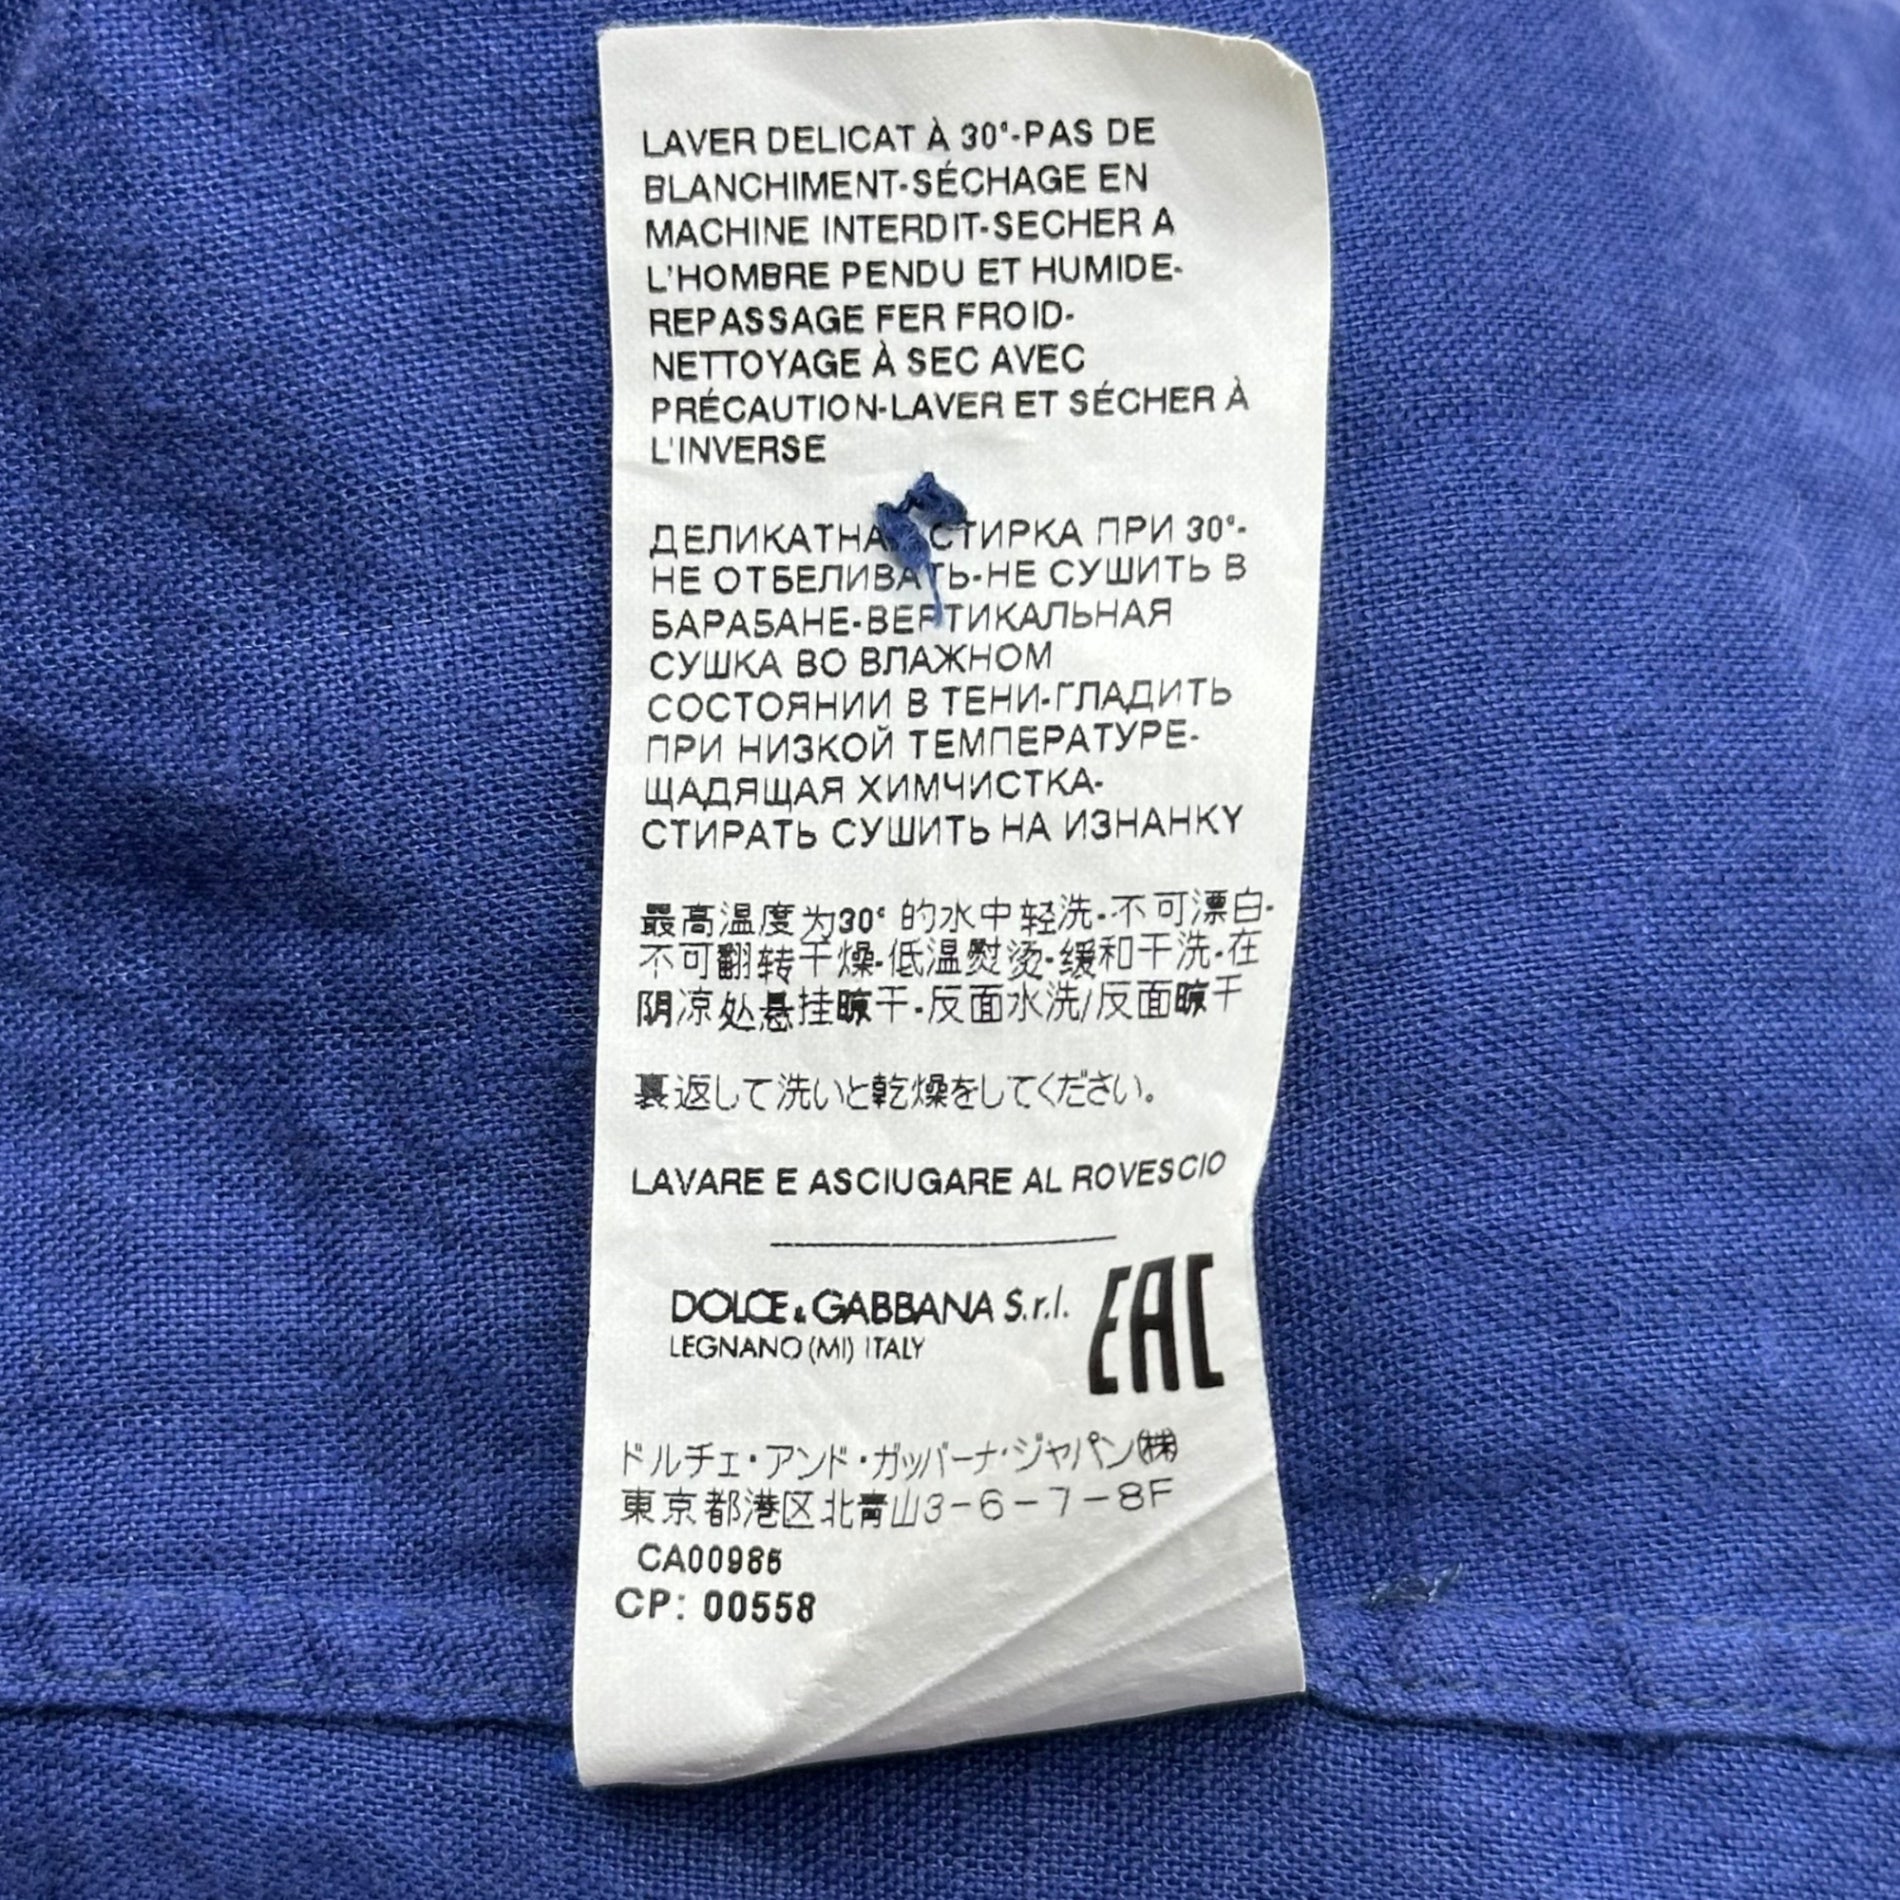 LAVER DELICAT À 30°-PAS DE
BLANCHIMENT-SÉCHAGE EN
MACHINE INTERDIT-SECHER A
L'HOMBRE PENDU ET HUMIDE-
REPASSAGE FER FROID-
NETTOYAGE À SEC AVEC
PRÉCAUTION-LAVER ET SÉCHER À
L'INVERSE
ДЕЛИКАТНАЯ СТИРКА ПРИ 30°-
НЕ ОТБЕЛИВАТЬ-НЕ СУШИТЬ В
БАРАБАНЕ-ВЕРТИКАЛЬНАЯ
СУШКА ВО ВЛАЖНОМ
СОСТОЯНИИ В ТЕНИ-ГЛАДИТЬ
ПРИ НИЗКОЙ ТЕМПЕРАТУРЕ-
ЩАДЯЩАЯ ХИМЧИСТКА-
СТИРАТЬ СУШИТЬ НА ИЗНАНКУ
最高温度为30° 的水中轻洗-不可漂白-
不可翻转干燥-低温熨烫-缓和干洗-在
阴凉处悬挂晾干-反面水洗/反面晾干
裏返して洗いと乾燥をしてください。
LAVARE E ASCIUGARE AL ROVESCIO
DOLCE & GABBANA S.r.l.
LEGNANO (MI) ITALY
EAC
ドルチェ・アンド・ガッバーナ・ジャパン㈱
東京都港区北青山3-6-7-8F
CA00986
CP: 00558